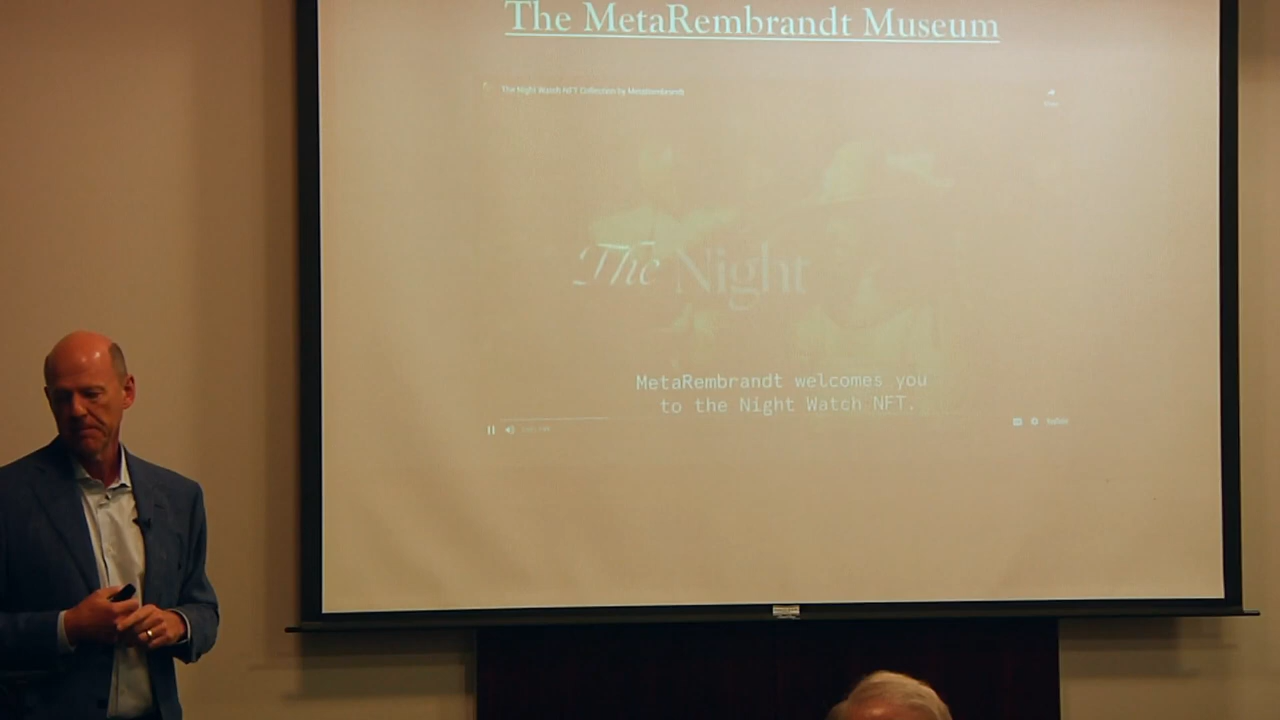 The MetaRembrandt Museum
The Night Watch NFT Collection by MetaRembrandt
The Night
MetaRembrandt welcomes you
to the Night Watch NFT.
YouTube